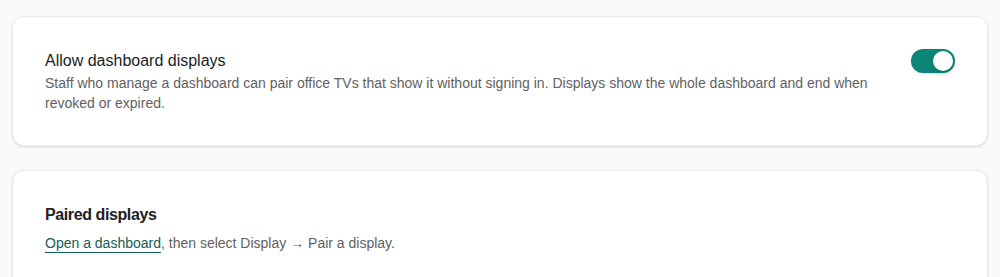 Allow dashboard displays
Staff who manage a dashboard can pair office TVs that show it without signing in. Displays show the whole dashboard and end when
revoked or expired.
Paired displays
Open a dashboard, then select Display → Pair a display.